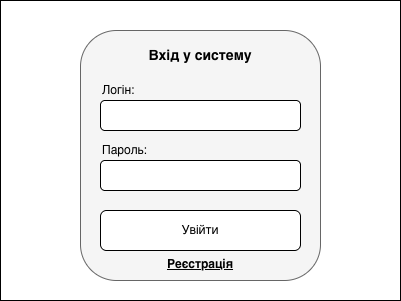 Вхід у систему
Логін:
Пароль:
Увійти
Реєстрація